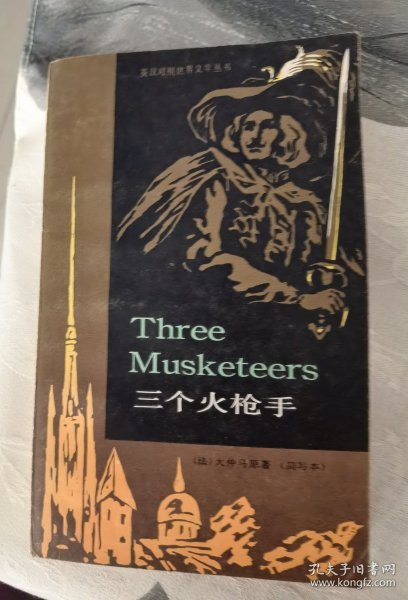 英汉对照世界文学丛书
Three
Musketeers
三个火枪手
(法)大仲马原著 (简写本)
孔夫子旧书网
www.kongfz.com